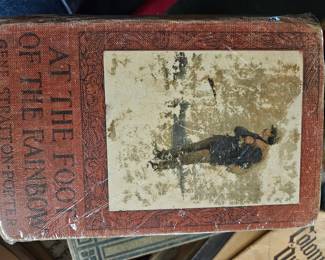 AT THE FOOT
OF THE RAINBOW
GENE STRATTON-PORTER